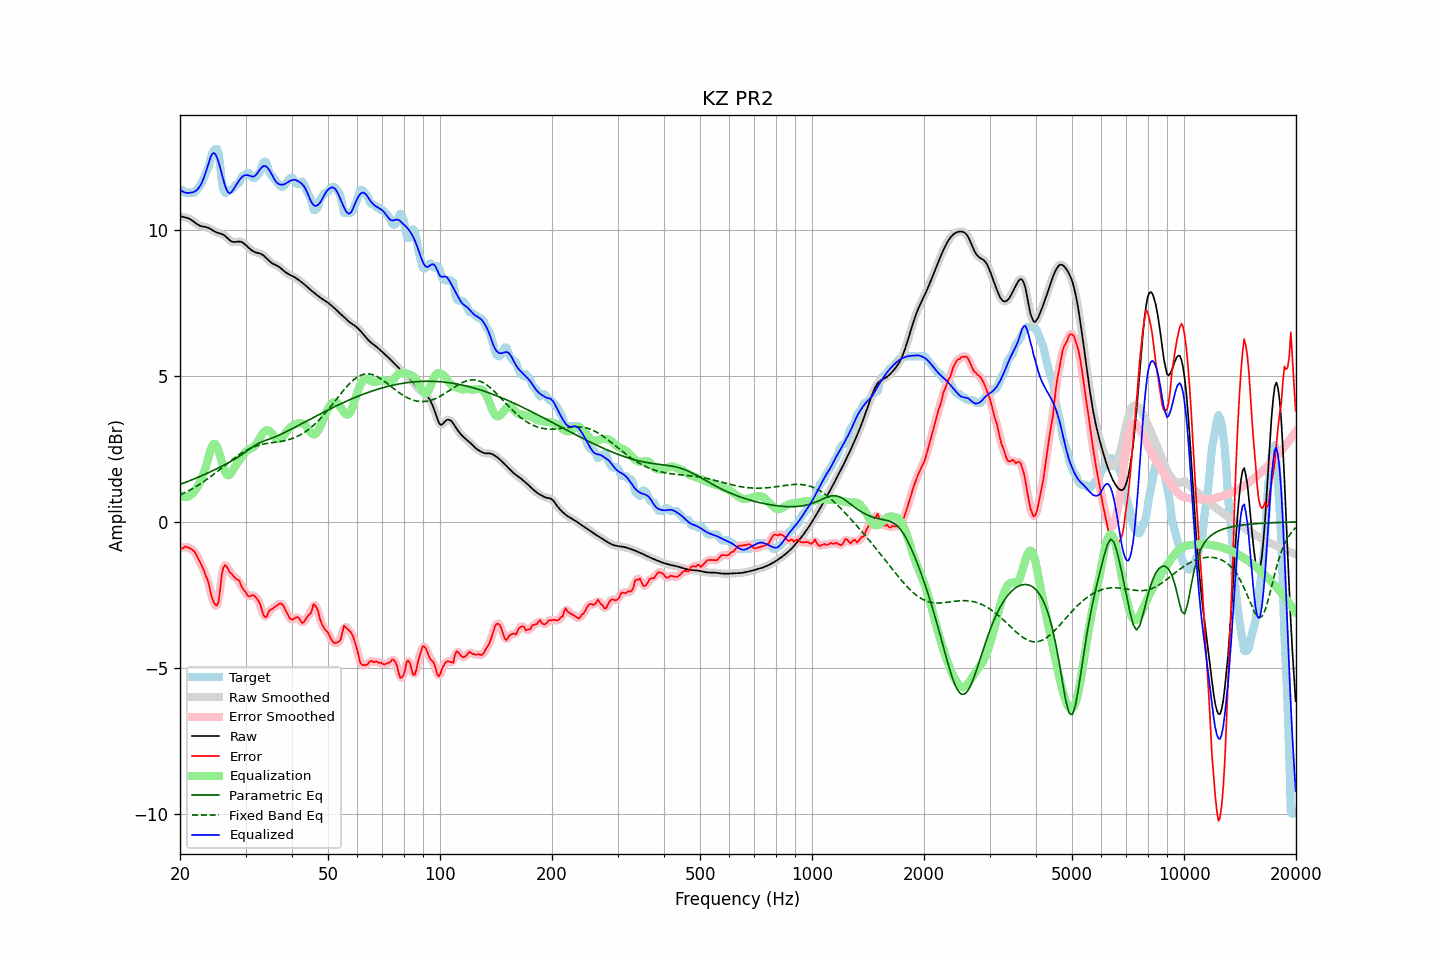 KZ PR2
Amplitude (dBr)
10
5
0
−5
−10
Target
Raw Smoothed
Error Smoothed
Raw
Error
Equalization
Parametric Eq
Fixed Band Eq
Equalized
20 50 100 200 500 1000 2000 5000 10000 20000
Frequency (Hz)